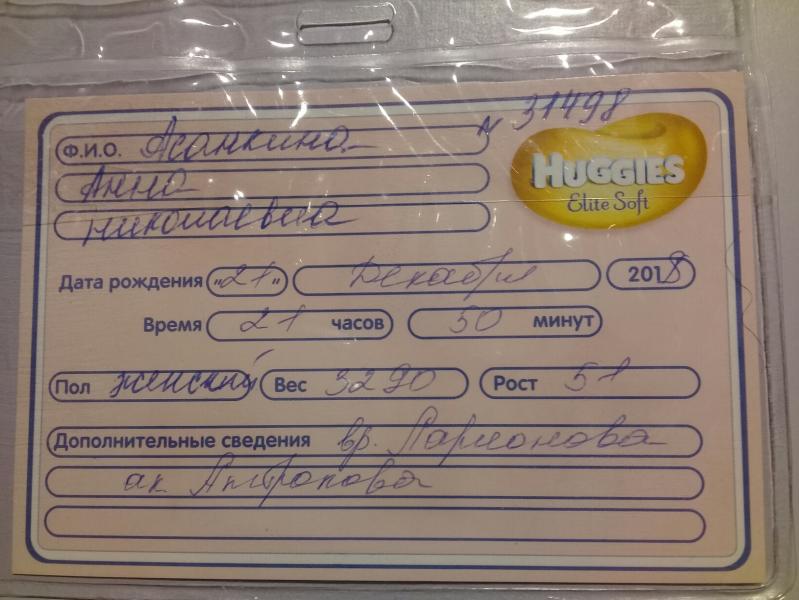 N 31498
Ф.И.О. Асанкина
Анна
Николаевна
HUGGIES
Elite Soft
Дата рождения "21" Декабря 2018
Время 21 часов 50 минут
Пол женский Вес 3290 Рост 51
Дополнительные сведения вр. Ларионова
ак. Антропова